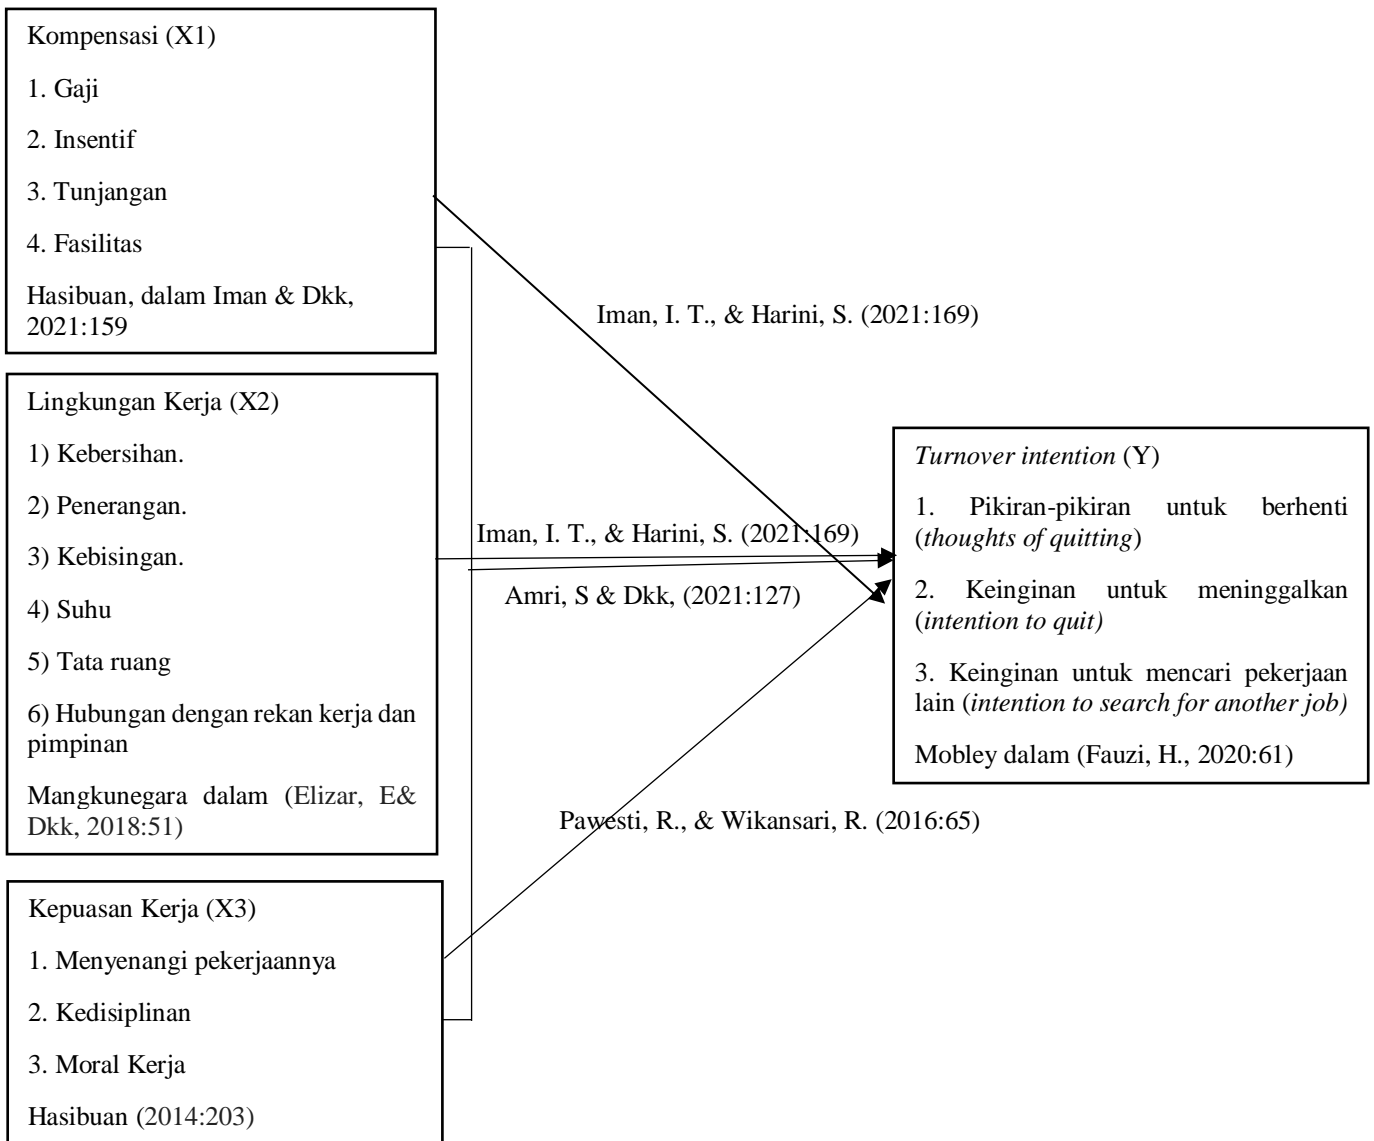 Kompensasi (X1)
1. Gaji
2. Insentif
3. Tunjangan
4. Fasilitas
Hasibuan, dalam Iman & Dkk,
2021:159
Iman, I. T., & Harini, S. (2021:169)
Lingkungan Kerja (X2)
1) Kebersihan.
2) Penerangan.
3) Kebisingan.
4) Suhu
5) Tata ruang
6) Hubungan dengan rekan kerja dan
pimpinan
Mangkunegara dalam (Elizar, E&
Dkk, 2018:51)
Iman, I. T., & Harini, S. (2021:169)
Amri, S & Dkk, (2021:127)
Turnover intention (Y)
1. Pikiran-pikiran untuk berhenti
(thoughts of quitting)
2. Keinginan untuk meninggalkan
(intention to quit)
3. Keinginan untuk mencari pekerjaan
lain (intention to search for another job)
Mobley dalam (Fauzi, H., 2020:61)
Pawesti, R., & Wikansari, R. (2016:65)
Kepuasan Kerja (X3)
1. Menyenangi pekerjaannya
2. Kedisiplinan
3. Moral Kerja
Hasibuan (2014:203)